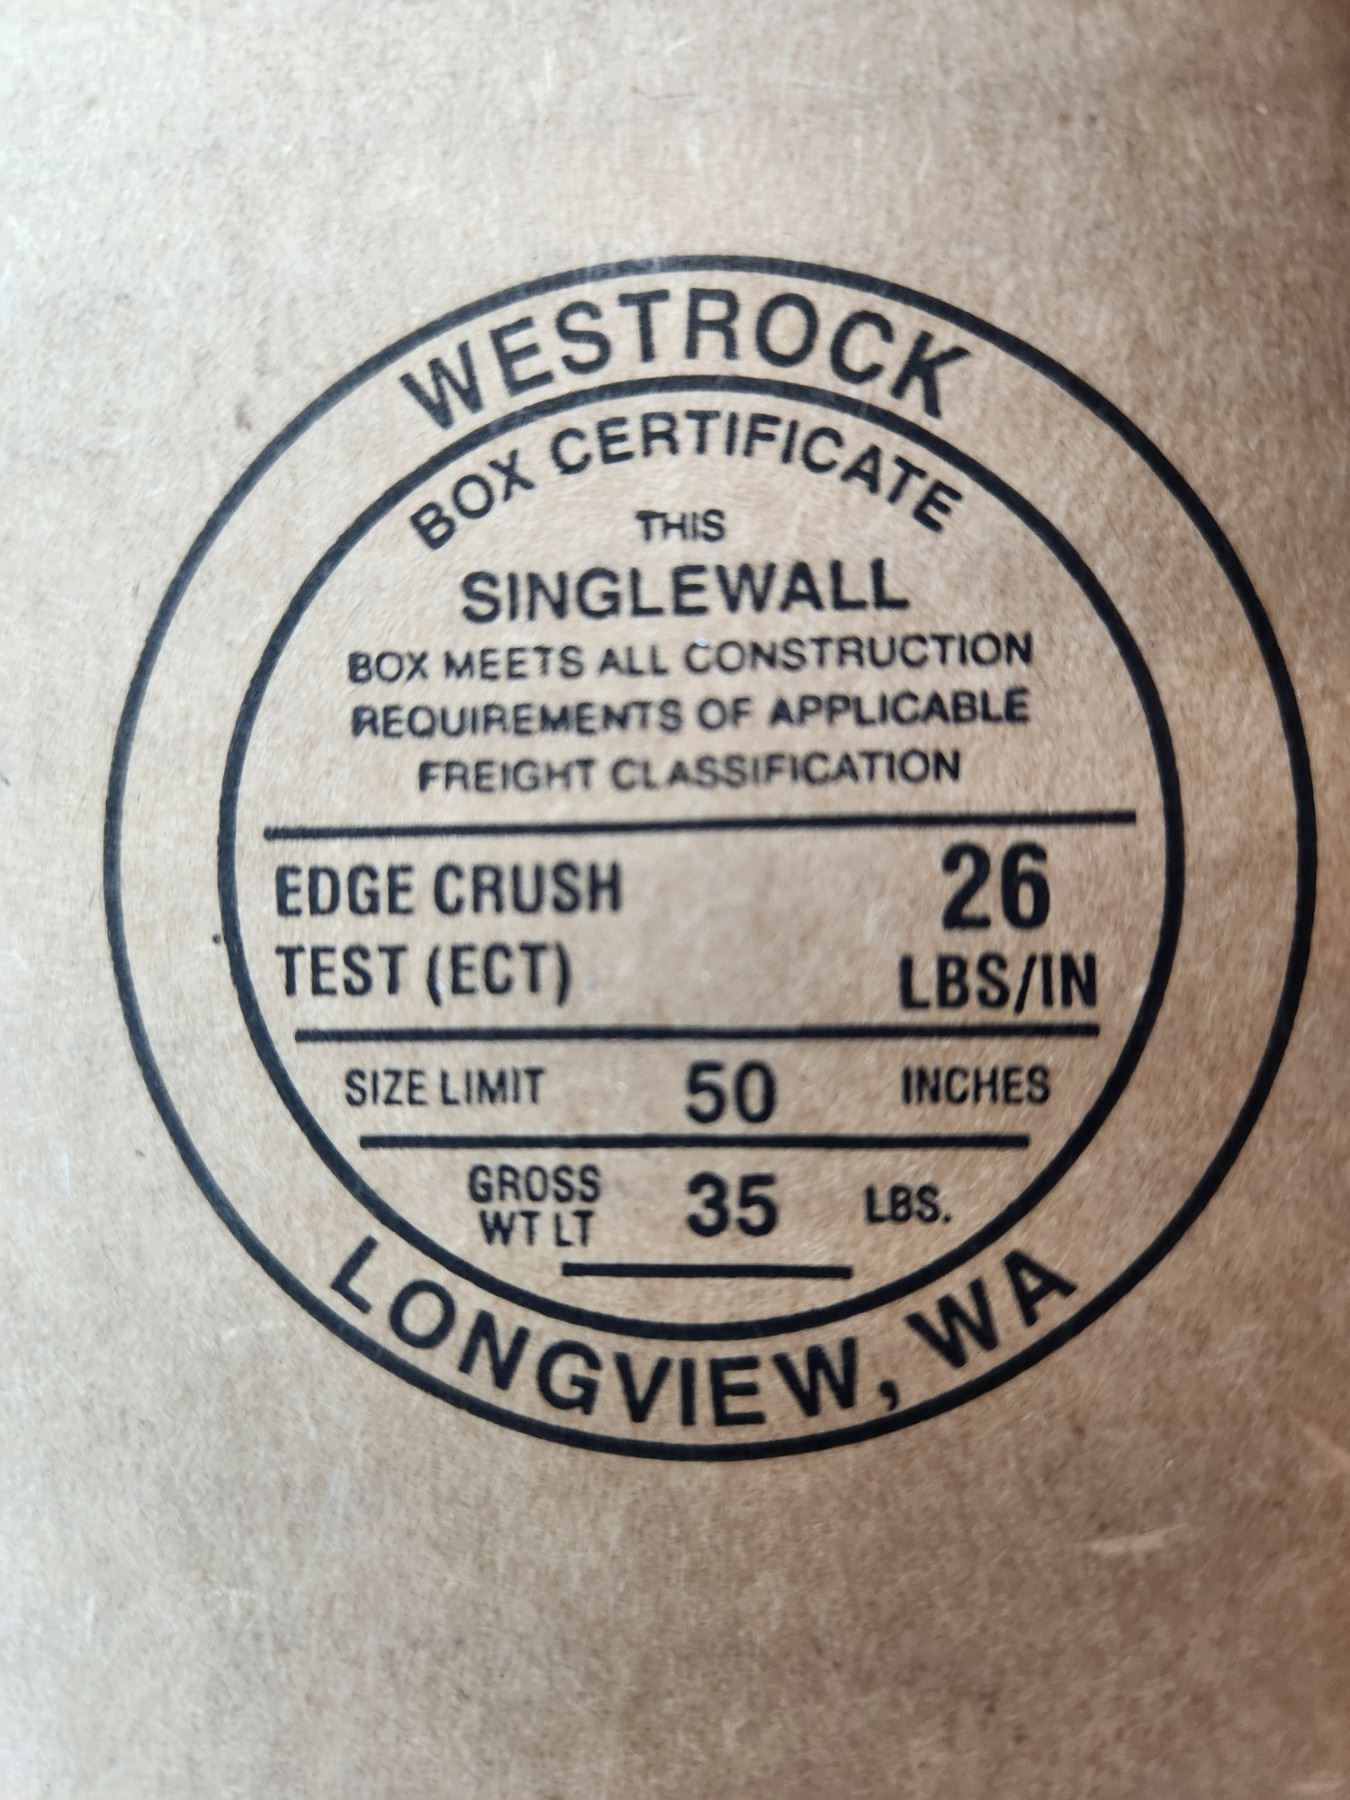 WESTROCK
BOX CERTIFICATE
THIS
SINGLEWALL
BOX MEETS ALL CONSTRUCTION
REQUIREMENTS OF APPLICABLE
FREIGHT CLASSIFICATION
EDGE CRUSH
TEST (ECT)
26
LBS/IN
SIZE LIMIT 50 INCHES
GROSS
WT LT
35 LBS.
LONGVIEW, WA